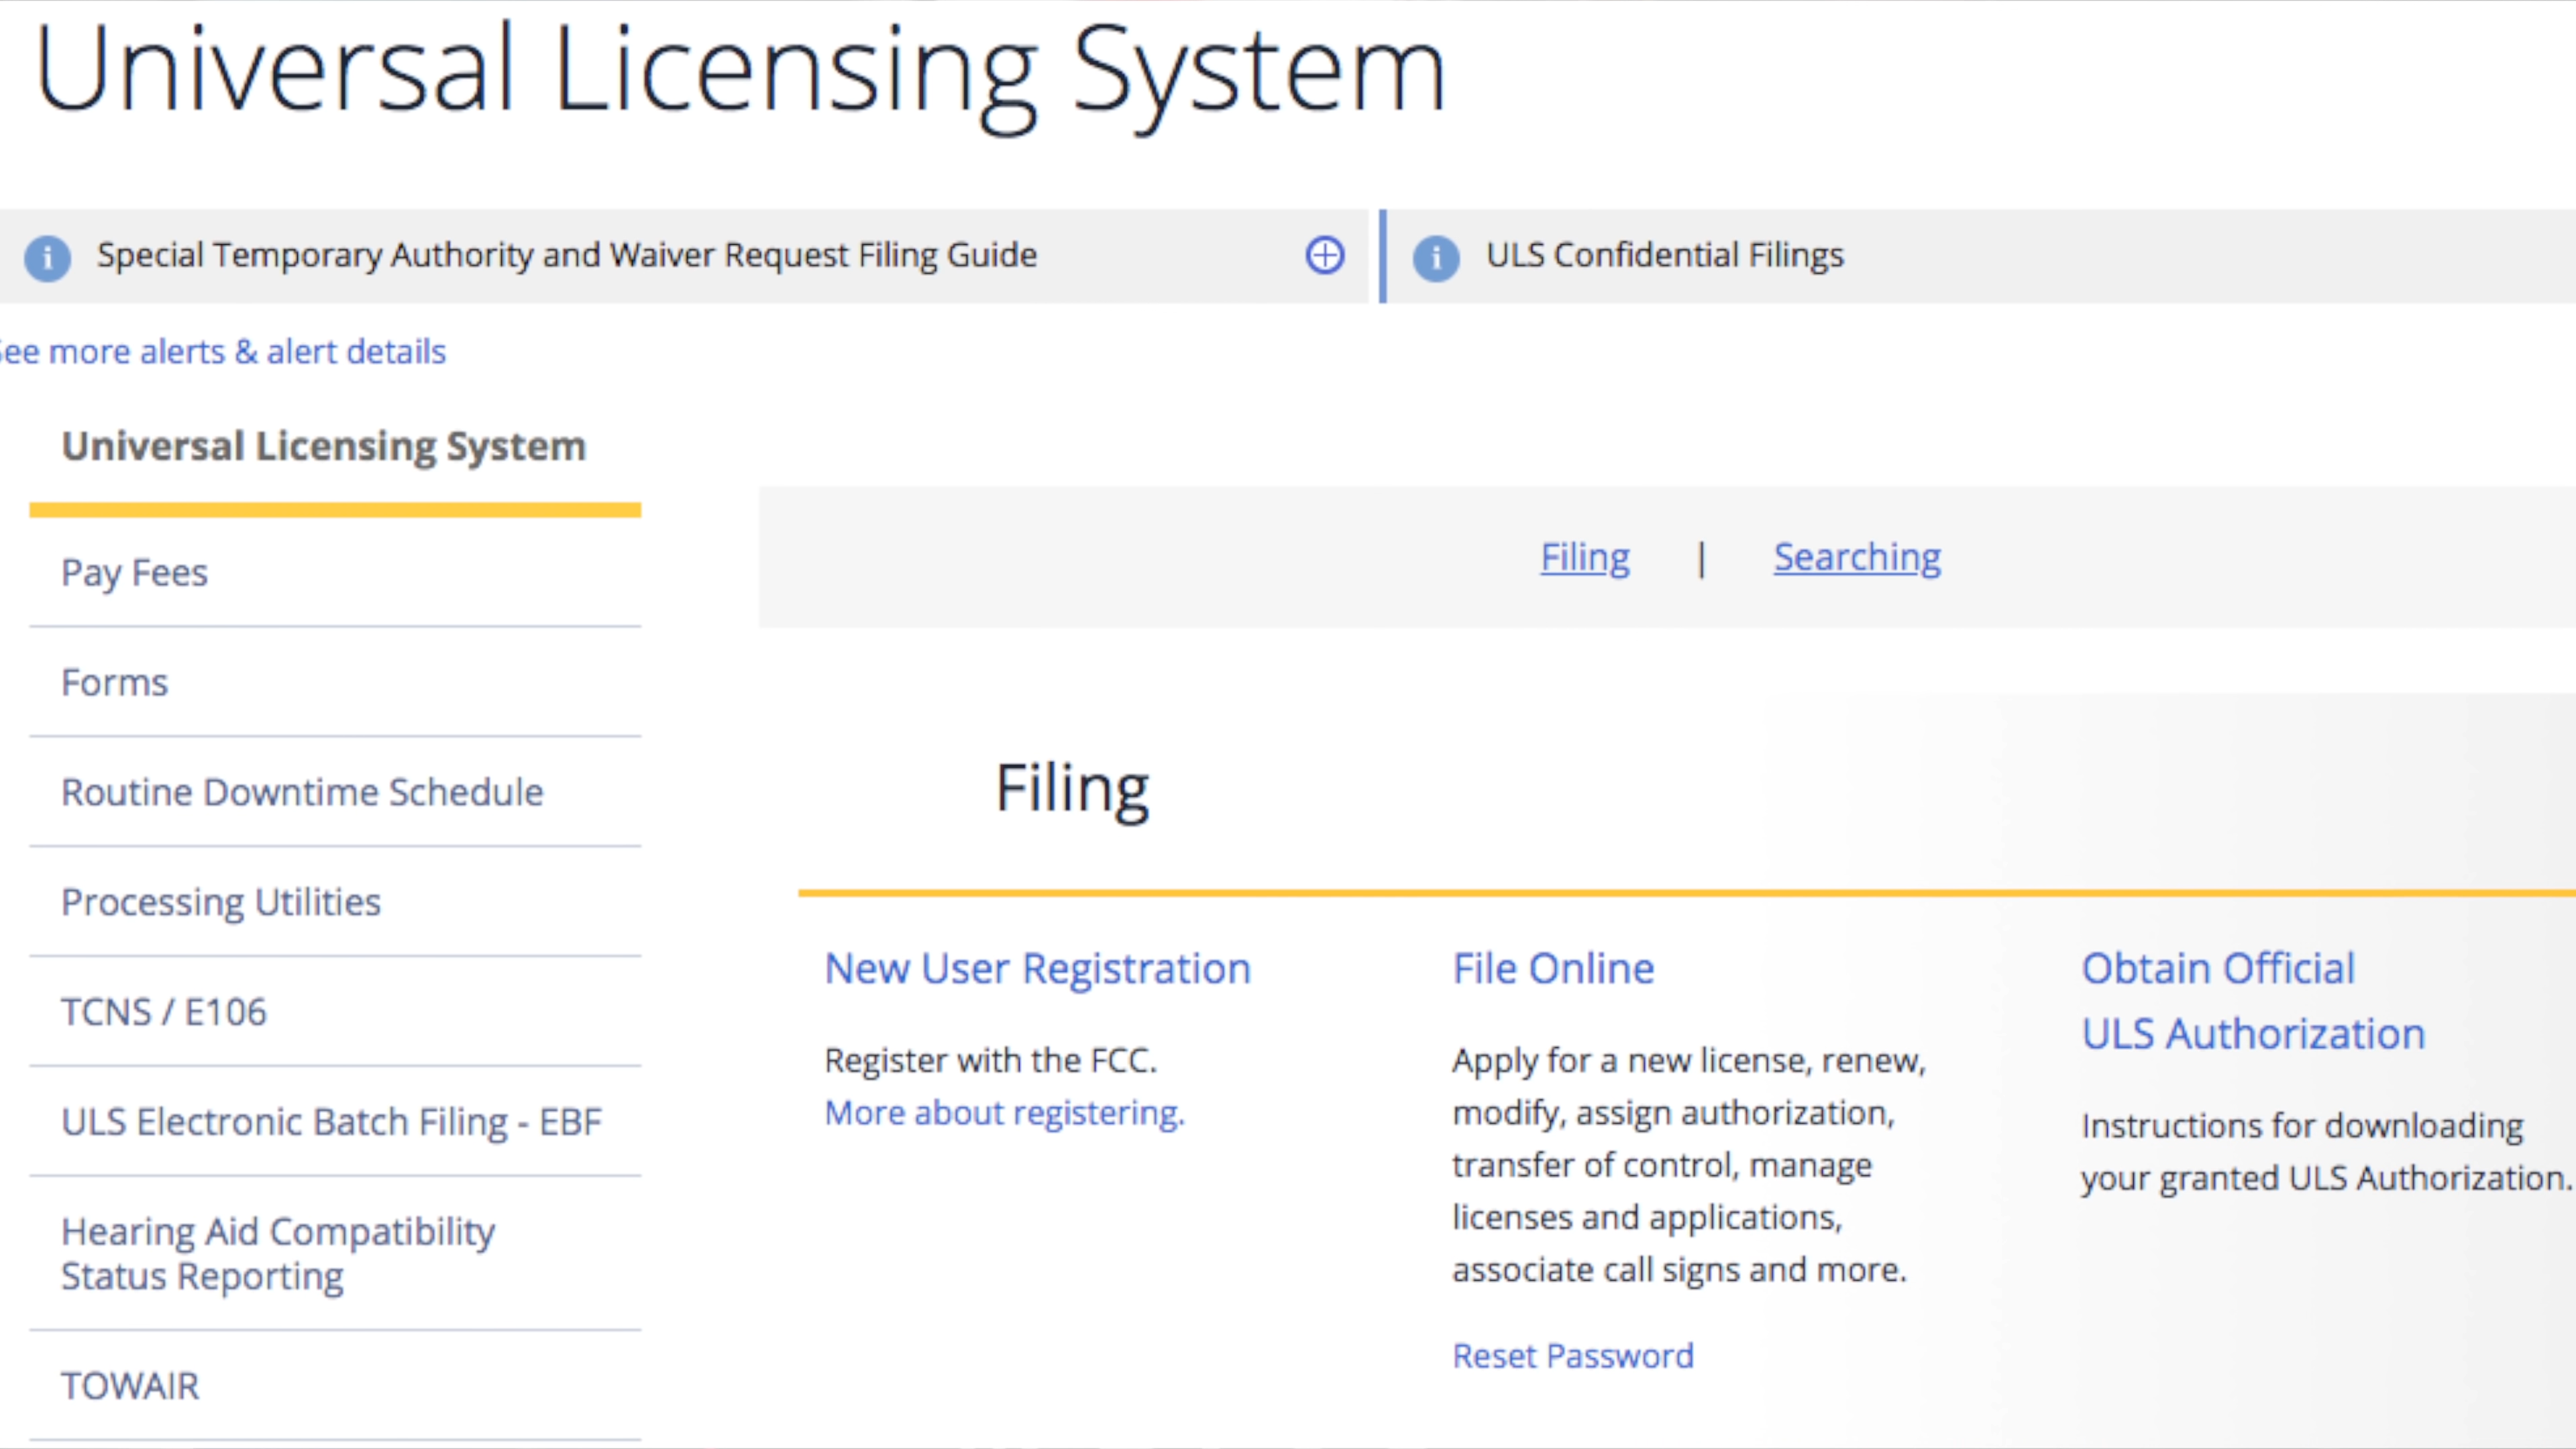 Universal Licensing System
Special Temporary Authority and Waiver Request Filing Guide
ULS Confidential Filings
See more alerts & alert details
Universal Licensing System
Pay Fees
Forms
Routine Downtime Schedule
Processing Utilities
TCNS / E106
ULS Electronic Batch Filing - EBF
Hearing Aid Compatibility
Status Reporting
TOWAIR
Filing | Searching
Filing
New User Registration
Register with the FCC.
More about registering.
File Online
Apply for a new license, renew,
modify, assign authorization,
transfer of control, manage
licenses and applications,
associate call signs and more.
Reset Password
Obtain Official
ULS Authorization
Instructions for downloading
your granted ULS Authorization.